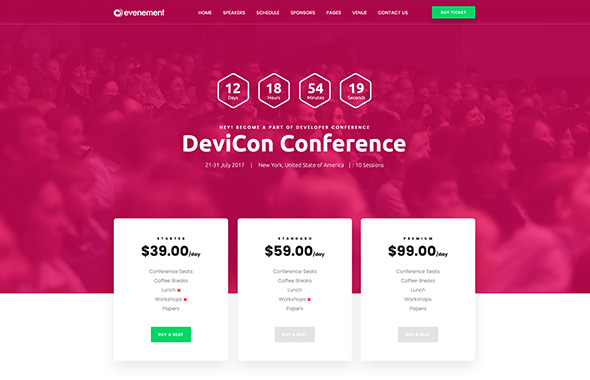 evenement
HOME SPEAKERS SCHEDULE SPONSORS PAGES VENUE CONTACT US BUY TICKET
12 18 54 19
Days Hours Minutes Seconds
HEY! BECOME A PART OF DEVELOPER CONFERENCE
DeviCon Conference
21-31 July 2017 | New York, United State of America | 10 Sessions
STARTER
$39.00/day
Conference Seats
Coffee Breaks
Lunch
Workshops
Papers
BUY A SEAT
STANDARD
$59.00/day
Conference Seats
Coffee Breaks
Lunch
Workshops
Papers
BUY A SEAT
PREMIUM
$99.00/day
Conference Seats
Coffee Breaks
Lunch
Workshops
Papers
BUY A SEAT